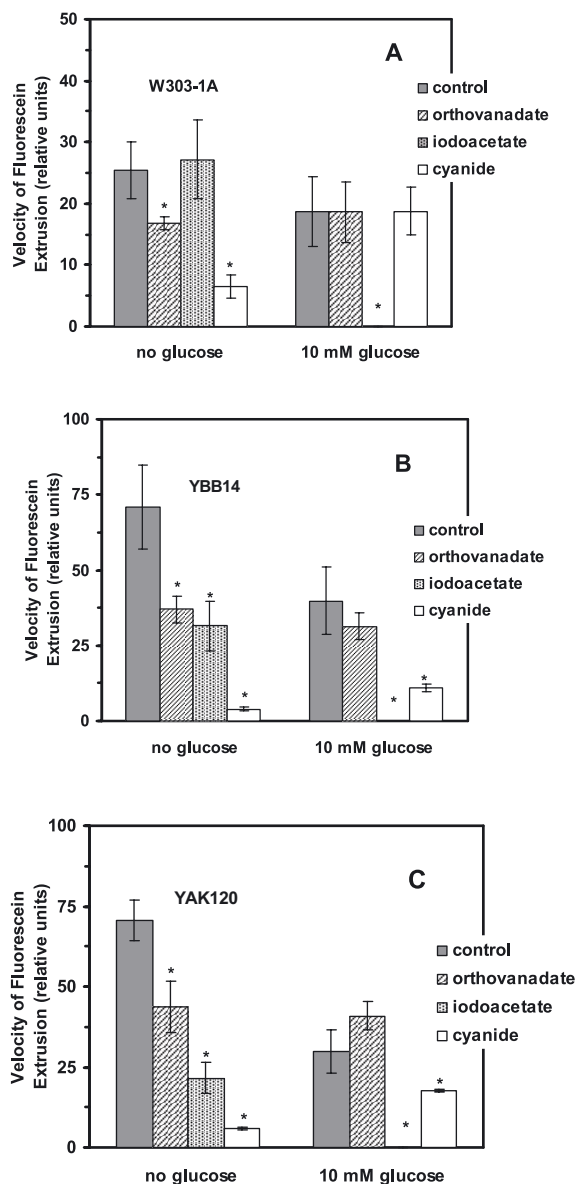 50
40
30
20
10
0
Velocity of Fluorescein
Extrusion (relative units)
A
W303-1A
control
orthovanadate
iodoacetate
cyanide
*
*
*
no glucose
10 mM glucose
100
75
50
25
0
Velocity of Fluorescein
Extrusion (relative units)
B
YBB14
control
orthovanadate
iodoacetate
cyanide
*
*
*
*
*
no glucose
10 mM glucose
100
75
50
25
0
Velocity of Fluorescein
Extrusion (relative units)
C
YAK120
control
orthovanadate
iodoacetate
cyanide
*
*
*
*
*
no glucose
10 mM glucose